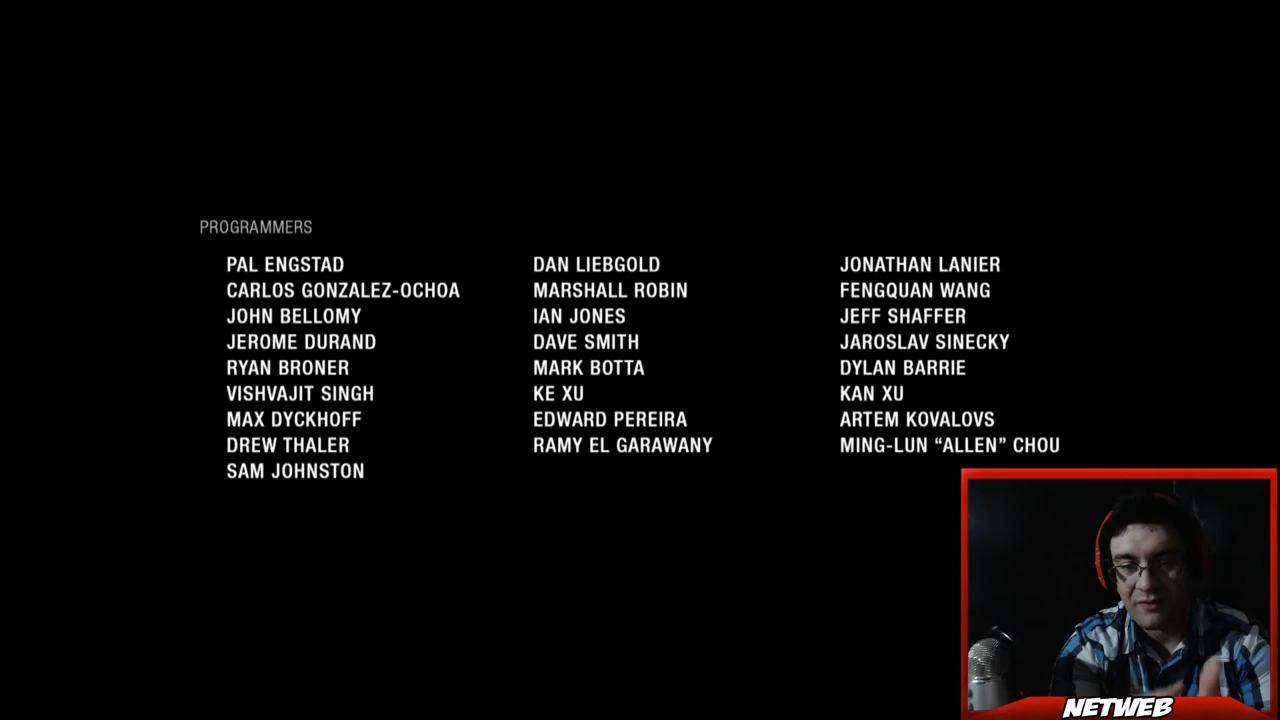 PROGRAMMERS
PAL ENGSTAD
CARLOS GONZALEZ-OCHOA
JOHN BELLOMY
JEROME DURAND
RYAN BRONER
VISHVAJIT SINGH
MAX DYCKHOFF
DREW THALER
SAM JOHNSTON
DAN LIEBGOLD
MARSHALL ROBIN
IAN JONES
DAVE SMITH
MARK BOTTA
KE XU
EDWARD PEREIRA
RAMY EL GARAWANY
JONATHAN LANIER
FENGQUAN WANG
JEFF SHAFFER
JAROSLAV SINECKY
DYLAN BARRIE
KAN XU
ARTEM KOVALOVS
MING-LUN “ALLEN” CHOU
NETWEB